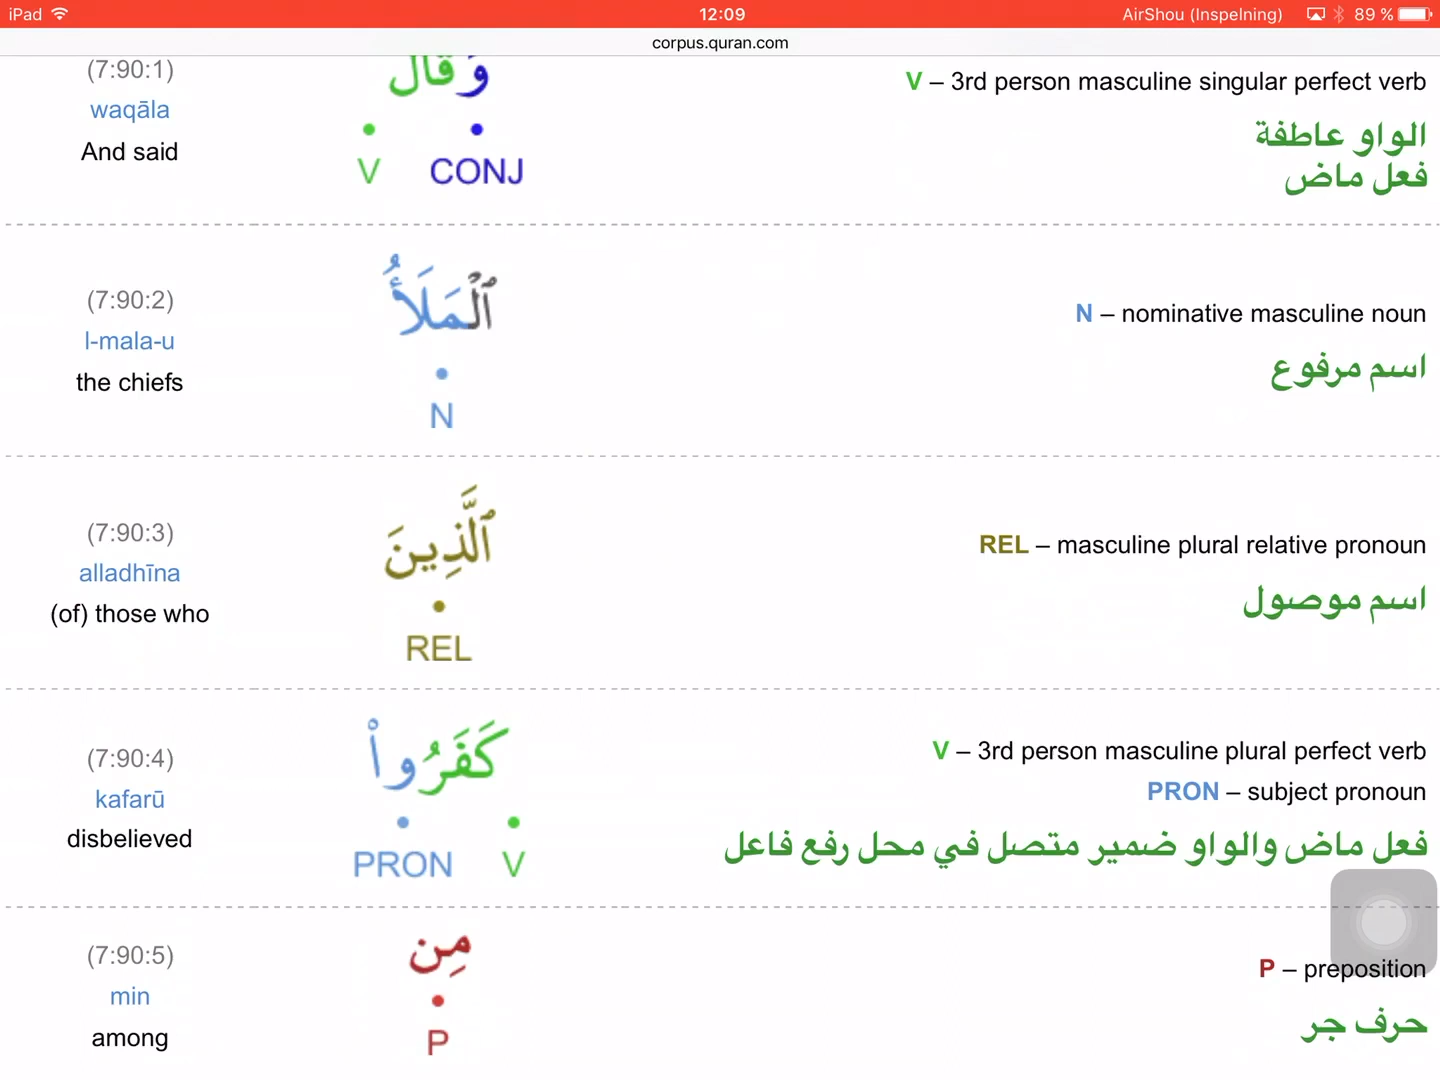 iPad 12:09 AirShou (Inspelning) 89 %
corpus.quran.com
(7:90:1)
waqāla
And said
وَقَالَ
V CONJ
V – 3rd person masculine singular perfect verb
الواو عاطفة
فعل ماض
(7:90:2)
l-mala-u
the chiefs
ٱلْمَلَأُ
N
N – nominative masculine noun
اسم مرفوع
(7:90:3)
alladhīna
(of) those who
ٱلَّذِينَ
REL
REL – masculine plural relative pronoun
اسم موصول
(7:90:4)
kafarū
disbelieved
كَفَرُوا۟
PRON V
V – 3rd person masculine plural perfect verb
PRON – subject pronoun
فعل ماض والواو ضمير متصل في محل رفع فاعل
(7:90:5)
min
among
مِن
P
P – preposition
حرف جر